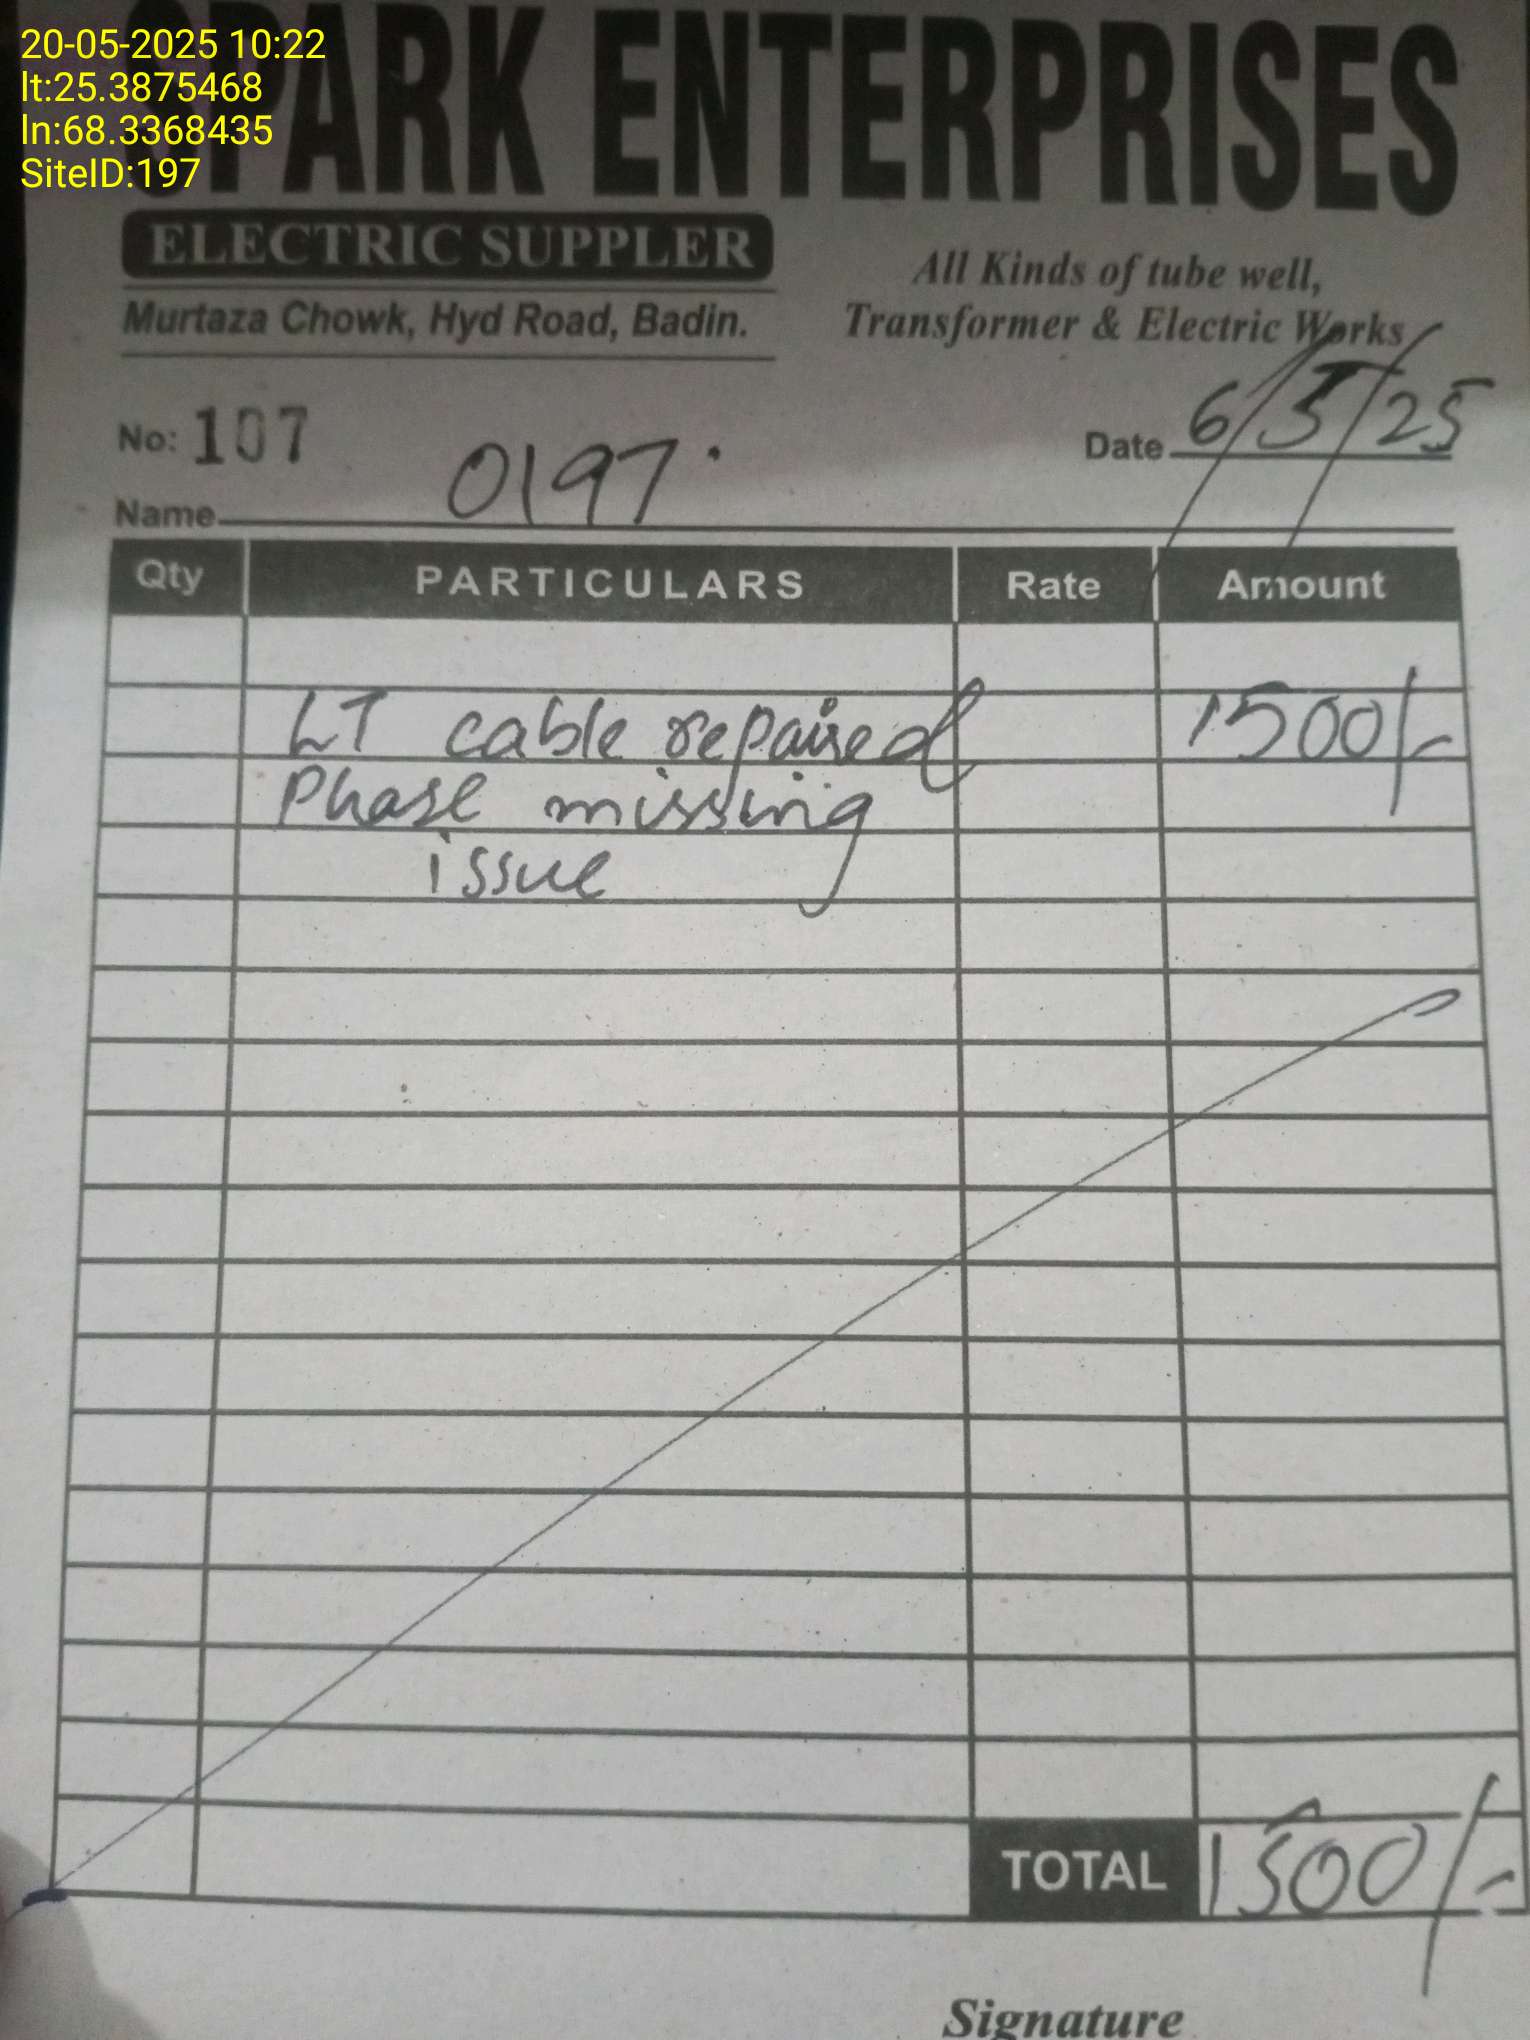 20-05-2025 10:22
lt:25.3875468
ln:68.3368435
SiteID:197
SPARK ENTERPRISES
ELECTRIC SUPPLER
Murtaza Chowk, Hyd Road, Badin.
All Kinds of tube well,
Transformer & Electric Works
No: 107
Date 6/5/25
Name 0197.
Qty PARTICULARS Rate Amount
LT cable repaired 1500/-
Phase missing
issue
TOTAL 1500/-
Signature